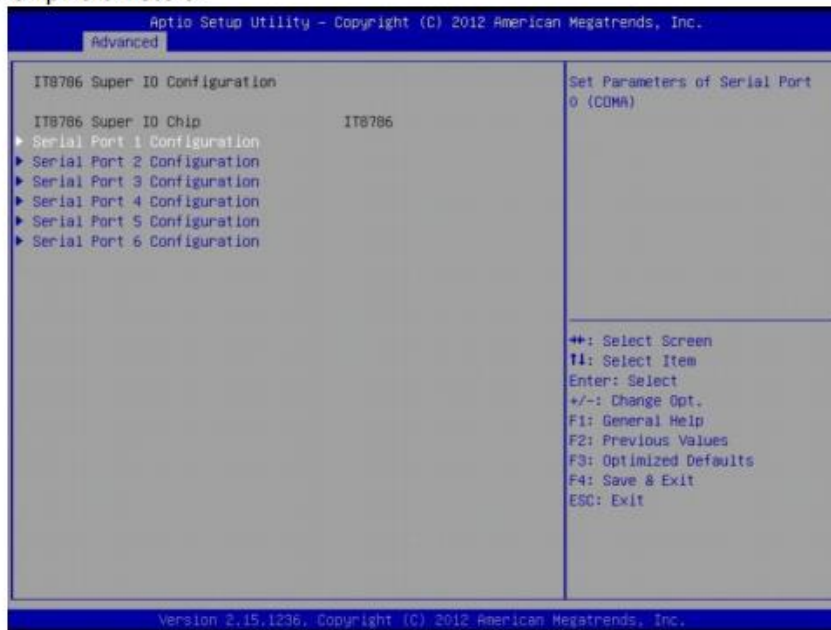 Aptio Setup Utility – Copyright (C) 2012 American Megatrends, Inc.
Advanced
IT8786 Super IO Configuration
IT8786 Super IO Chip IT8786
Serial Port 1 Configuration
Serial Port 2 Configuration
Serial Port 3 Configuration
Serial Port 4 Configuration
Serial Port 5 Configuration
Serial Port 6 Configuration
Set Parameters of Serial Port
0 (COMA)
↔: Select Screen
↑↓: Select Item
Enter: Select
+/-: Change Opt.
F1: General Help
F2: Previous Values
F3: Optimized Defaults
F4: Save & Exit
ESC: Exit
Version 2.15.1236. Copyright (C) 2012 American Megatrends, Inc.